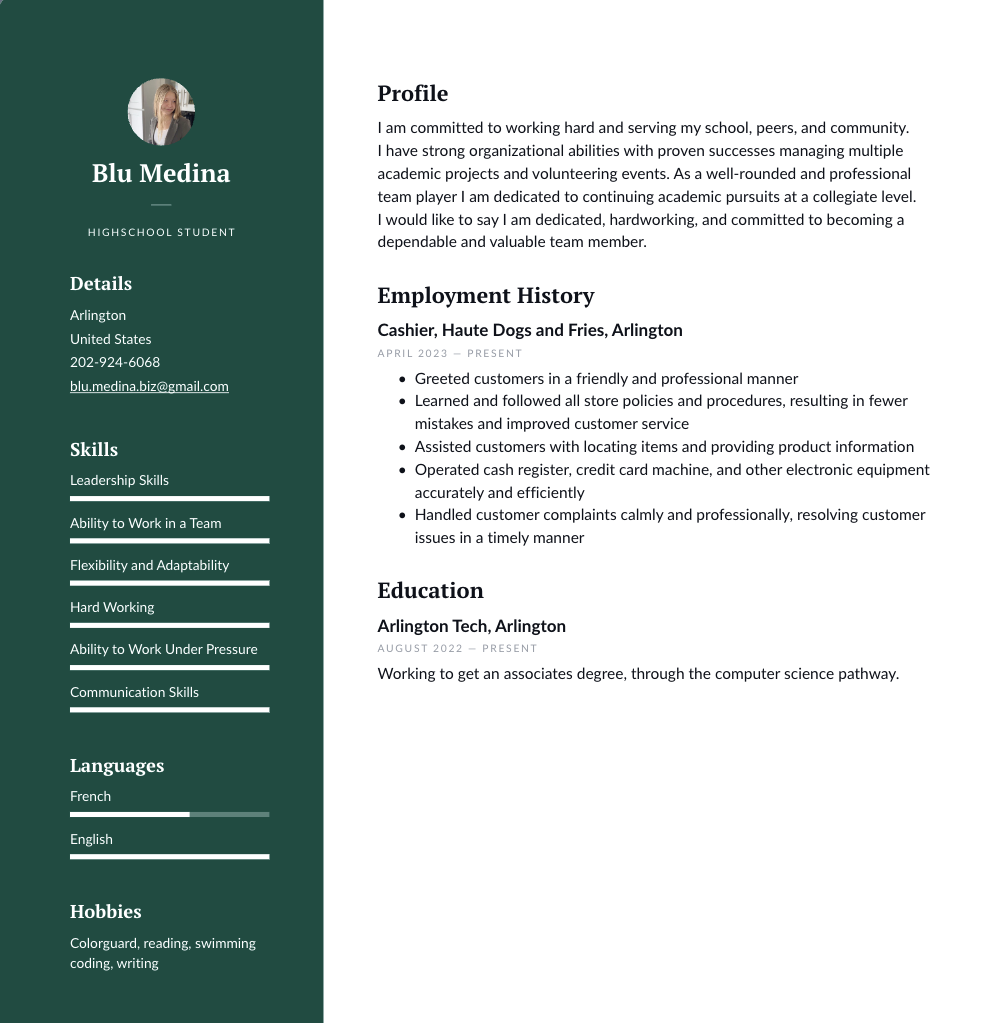 Blu Medina
HIGHSCHOOL STUDENT
Details
Arlington
United States
202-924-6068
blu.medina.biz@gmail.com
Skills
Leadership Skills
Ability to Work in a Team
Flexibility and Adaptability
Hard Working
Ability to Work Under Pressure
Communication Skills
Languages
French
English
Hobbies
Colorguard, reading, swimming
coding, writing
Profile
I am committed to working hard and serving my school, peers, and community.
I have strong organizational abilities with proven successes managing multiple
academic projects and volunteering events. As a well-rounded and professional
team player I am dedicated to continuing academic pursuits at a collegiate level.
I would like to say I am dedicated, hardworking, and committed to becoming a
dependable and valuable team member.
Employment History
Cashier, Haute Dogs and Fries, Arlington
APRIL 2023 — PRESENT
• Greeted customers in a friendly and professional manner
• Learned and followed all store policies and procedures, resulting in fewer
mistakes and improved customer service
• Assisted customers with locating items and providing product information
• Operated cash register, credit card machine, and other electronic equipment
accurately and efficiently
• Handled customer complaints calmly and professionally, resolving customer
issues in a timely manner
Education
Arlington Tech, Arlington
AUGUST 2022 — PRESENT
Working to get an associates degree, through the computer science pathway.